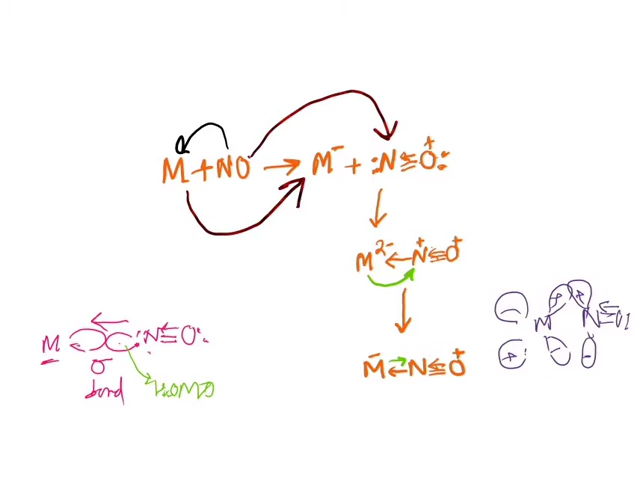 M + NO → M⁻ + :N≡O⁺:
M²⁻ ← N⁺≡O⁺
M⁻ ⇄ N≡O⁺
M :N≡O:
σ
bond
HOMO
M N≡O